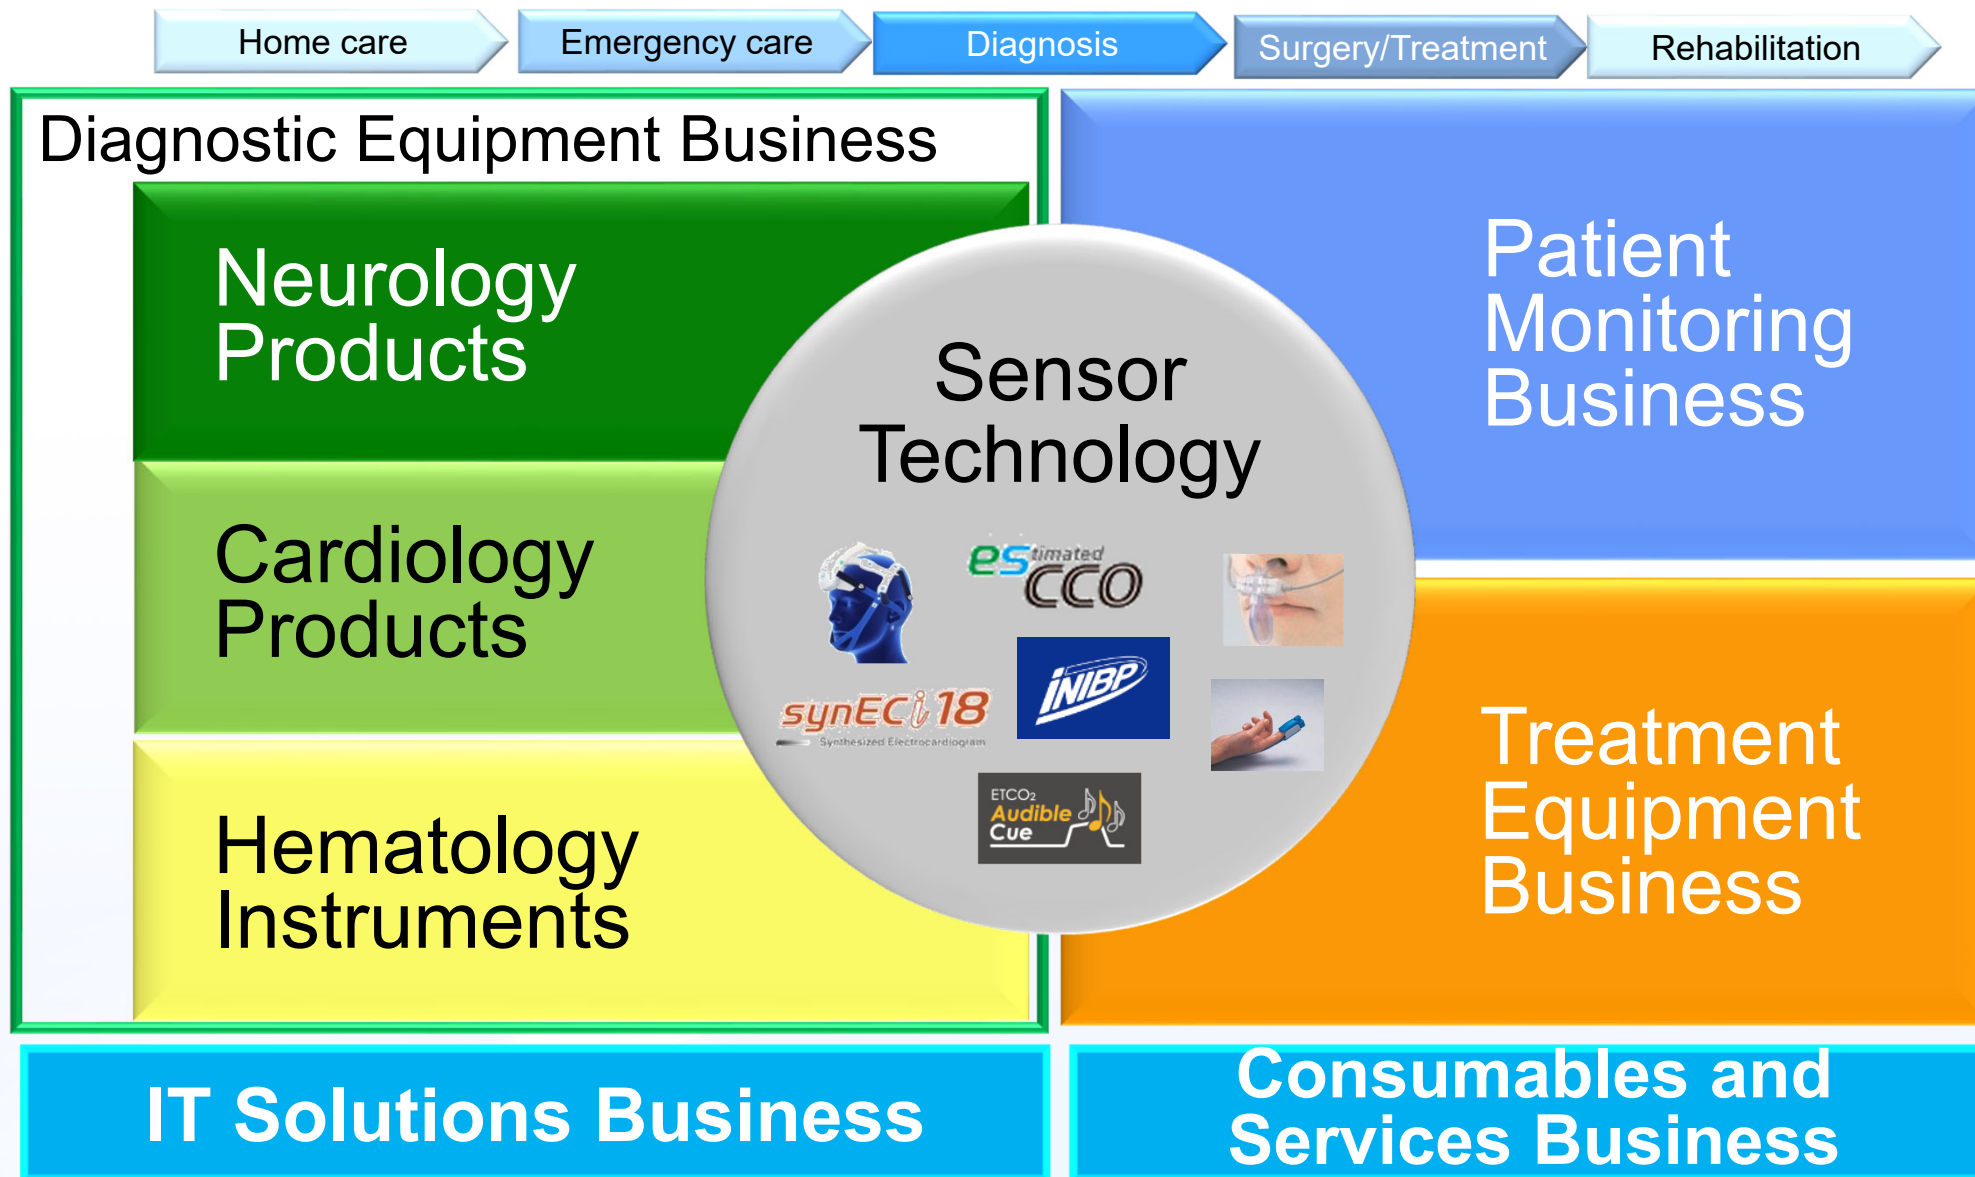 Home care
Emergency care
Diagnosis
Surgery/Treatment
Rehabilitation
Diagnostic Equipment Business
Neurology
Products
Cardiology
Products
Hematology
Instruments
Sensor
Technology
estimated
CCO
synECi18
Synthesized Electrocardiogram
iNIBP
ETCO₂
Audible
Cue
Patient
Monitoring
Business
Treatment
Equipment
Business
IT Solutions Business
Consumables and
Services Business